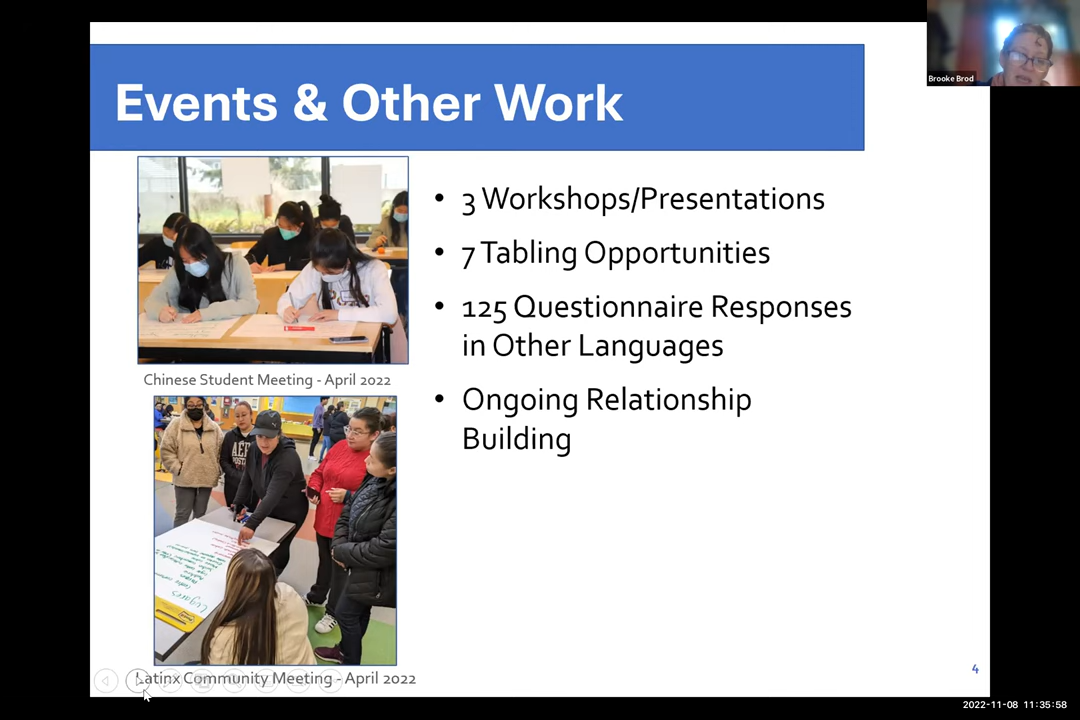 Brooke Brod
Events & Other Work
3 Workshops/Presentations
7 Tabling Opportunities
125 Questionnaire Responses
in Other Languages
Ongoing Relationship
Building
Chinese Student Meeting - April 2022
Lugares
Latinx Community Meeting - April 2022
4
2022-11-08 11:35:58